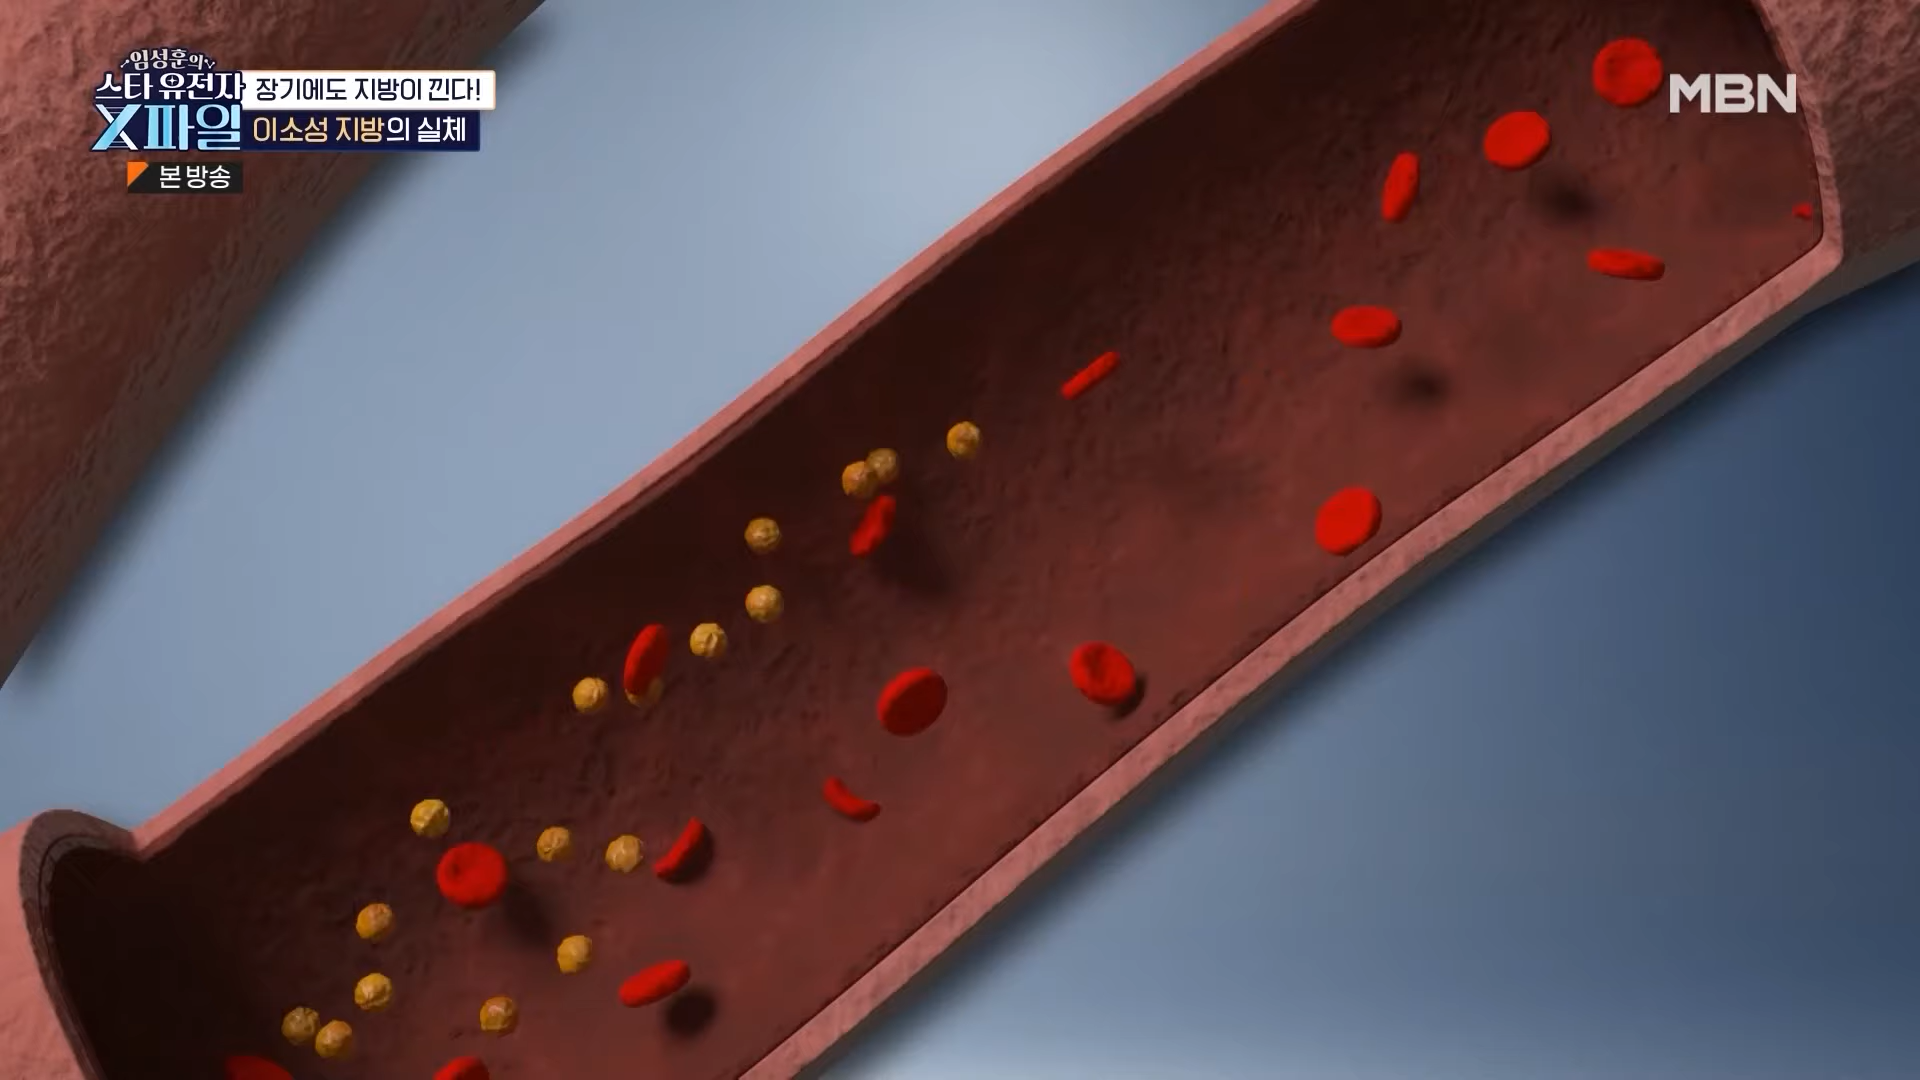 임성훈의
스타 유전자
X파일
장기에도 지방이 낀다!
이소성 지방의 실체
본 방송
MBN